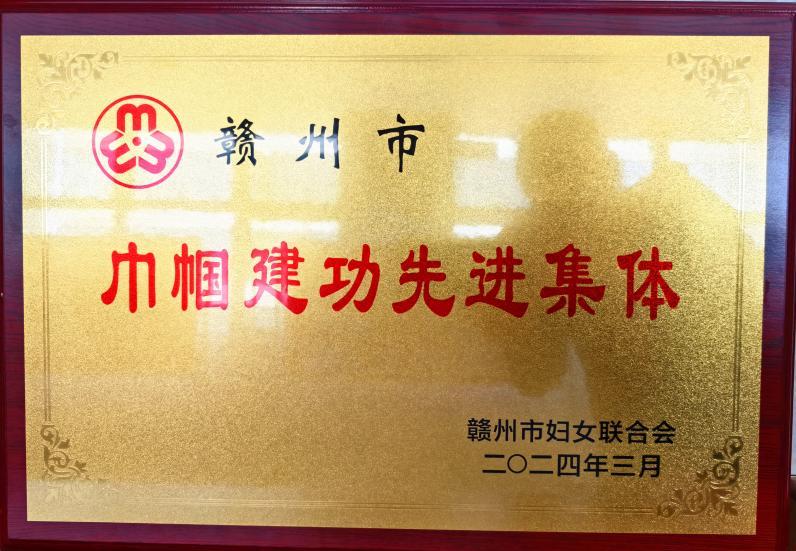 赣州市
巾帼建功先进集体
赣州市妇女联合会
二〇二四年三月